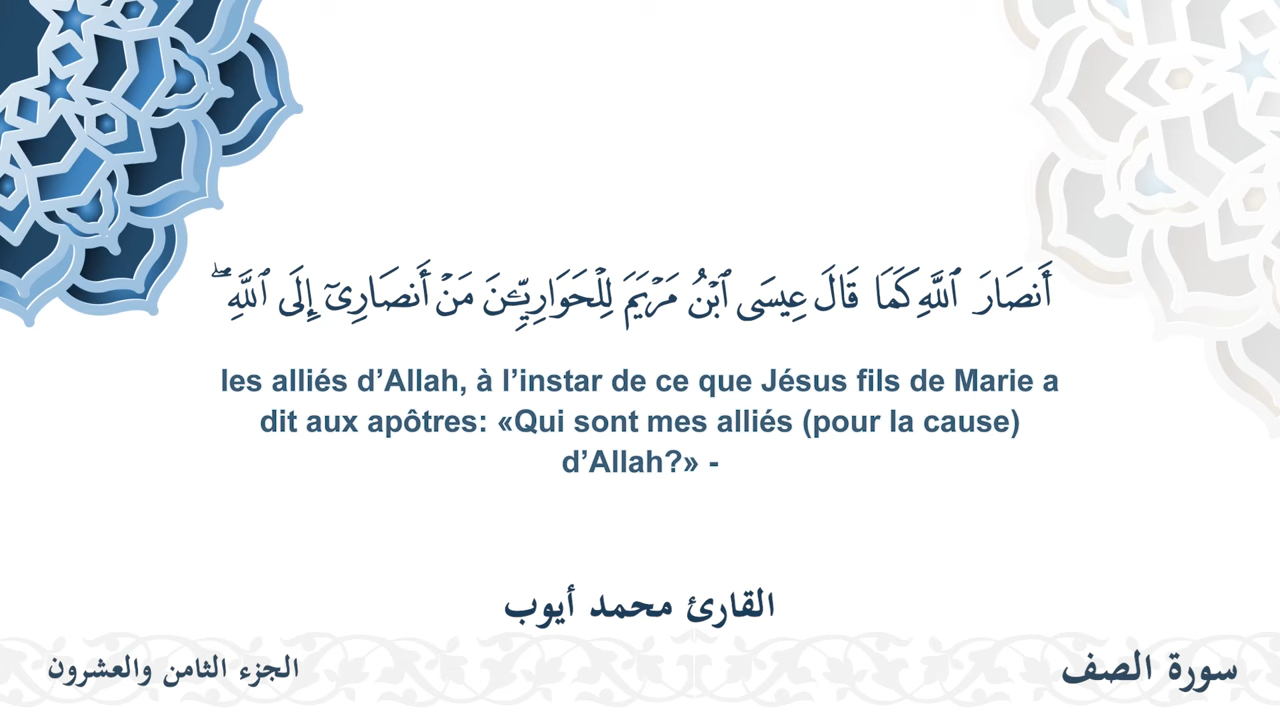 أَنصَارَ ٱللَّهِ كَمَا قَالَ عِيسَى ٱبْنُ مَرْيَمَ لِلْحَوَارِيِّـۧنَ مَنْ أَنصَارِىٓ إِلَى ٱللَّهِ ۖ
les alliés d’Allah, à l’instar de ce que Jésus fils de Marie a
dit aux apôtres: «Qui sont mes alliés (pour la cause)
d’Allah?» -
القارئ محمد أيوب
سورة الصف
الجزء الثامن والعشرون